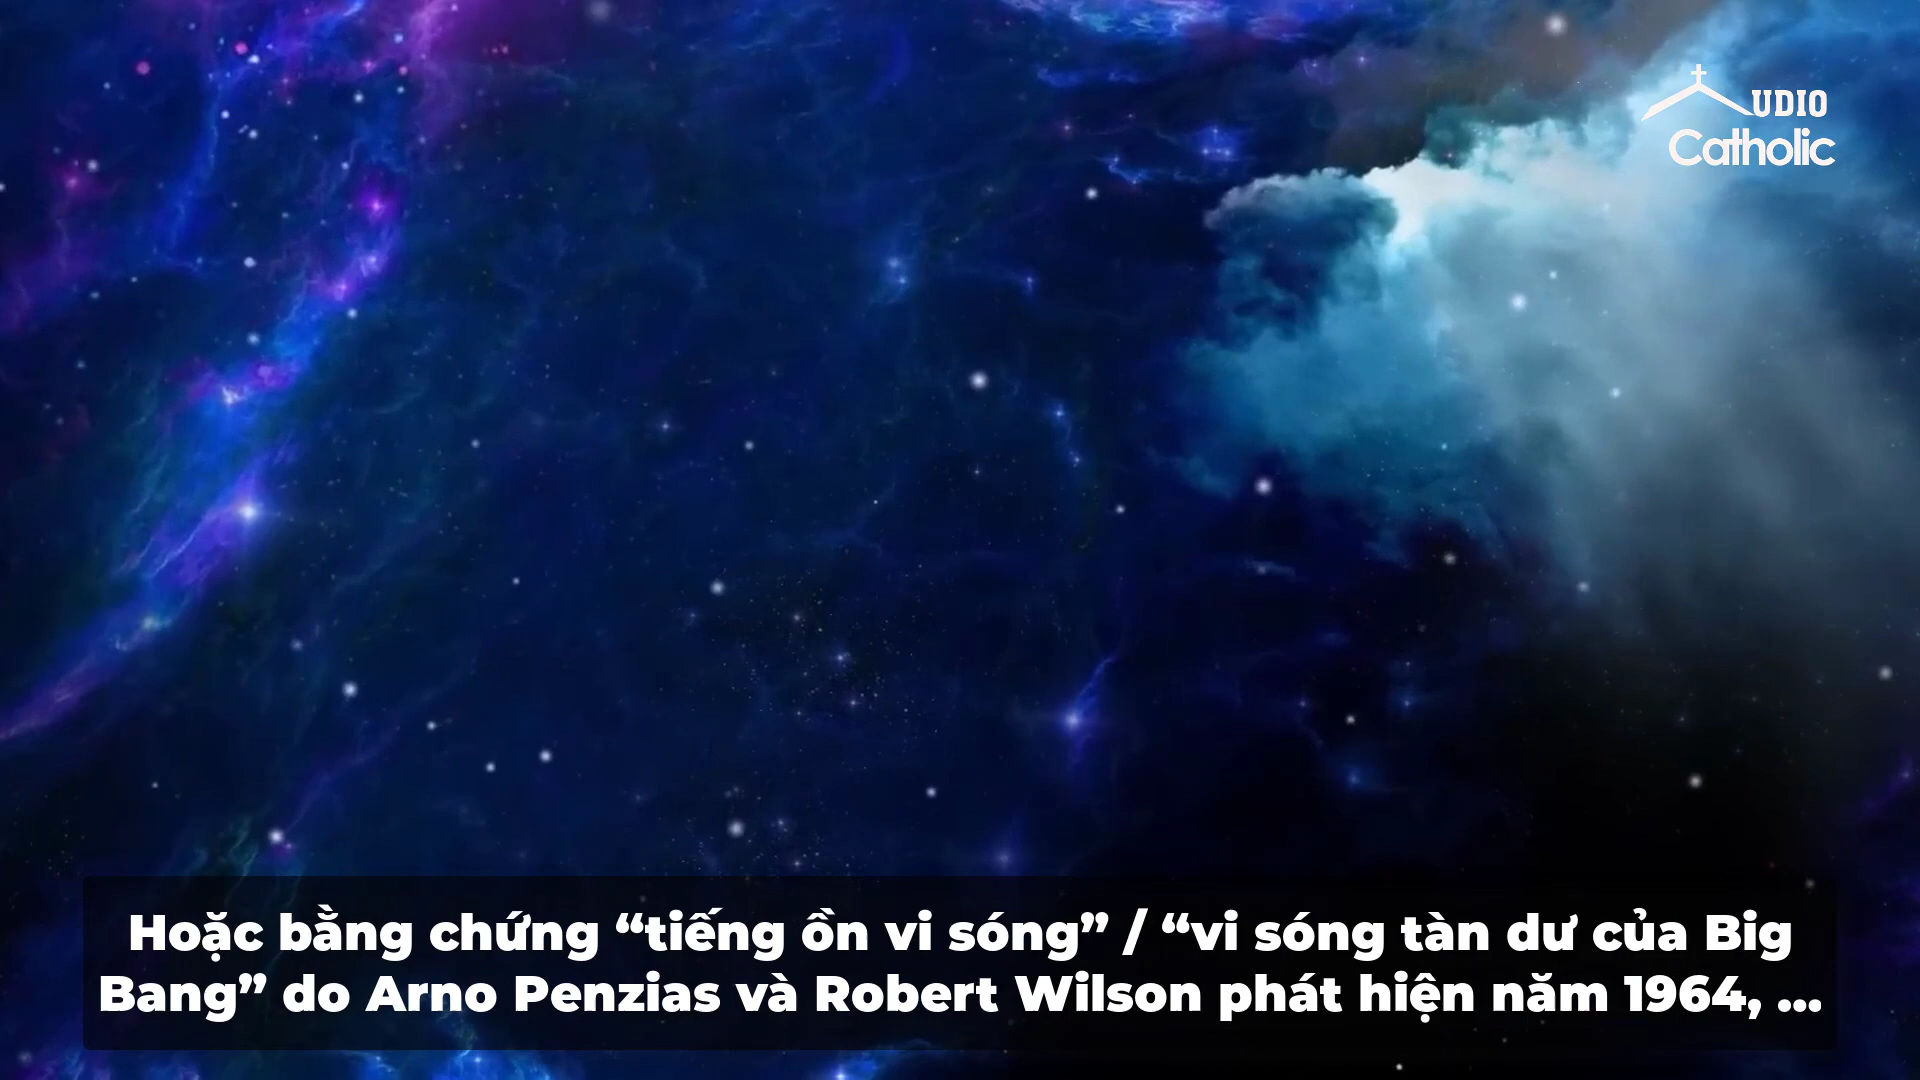 UDIO
Catholic
Hoặc bằng chứng “tiếng ồn vi sóng” / “vi sóng tàn dư của Big
Bang” do Arno Penzias và Robert Wilson phát hiện năm 1964, ...